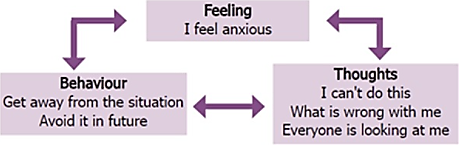 Feeling
I feel anxious
Behaviour
Get away from the situation
Avoid it in future
Thoughts
I can't do this
What is wrong with me
Everyone is looking at me